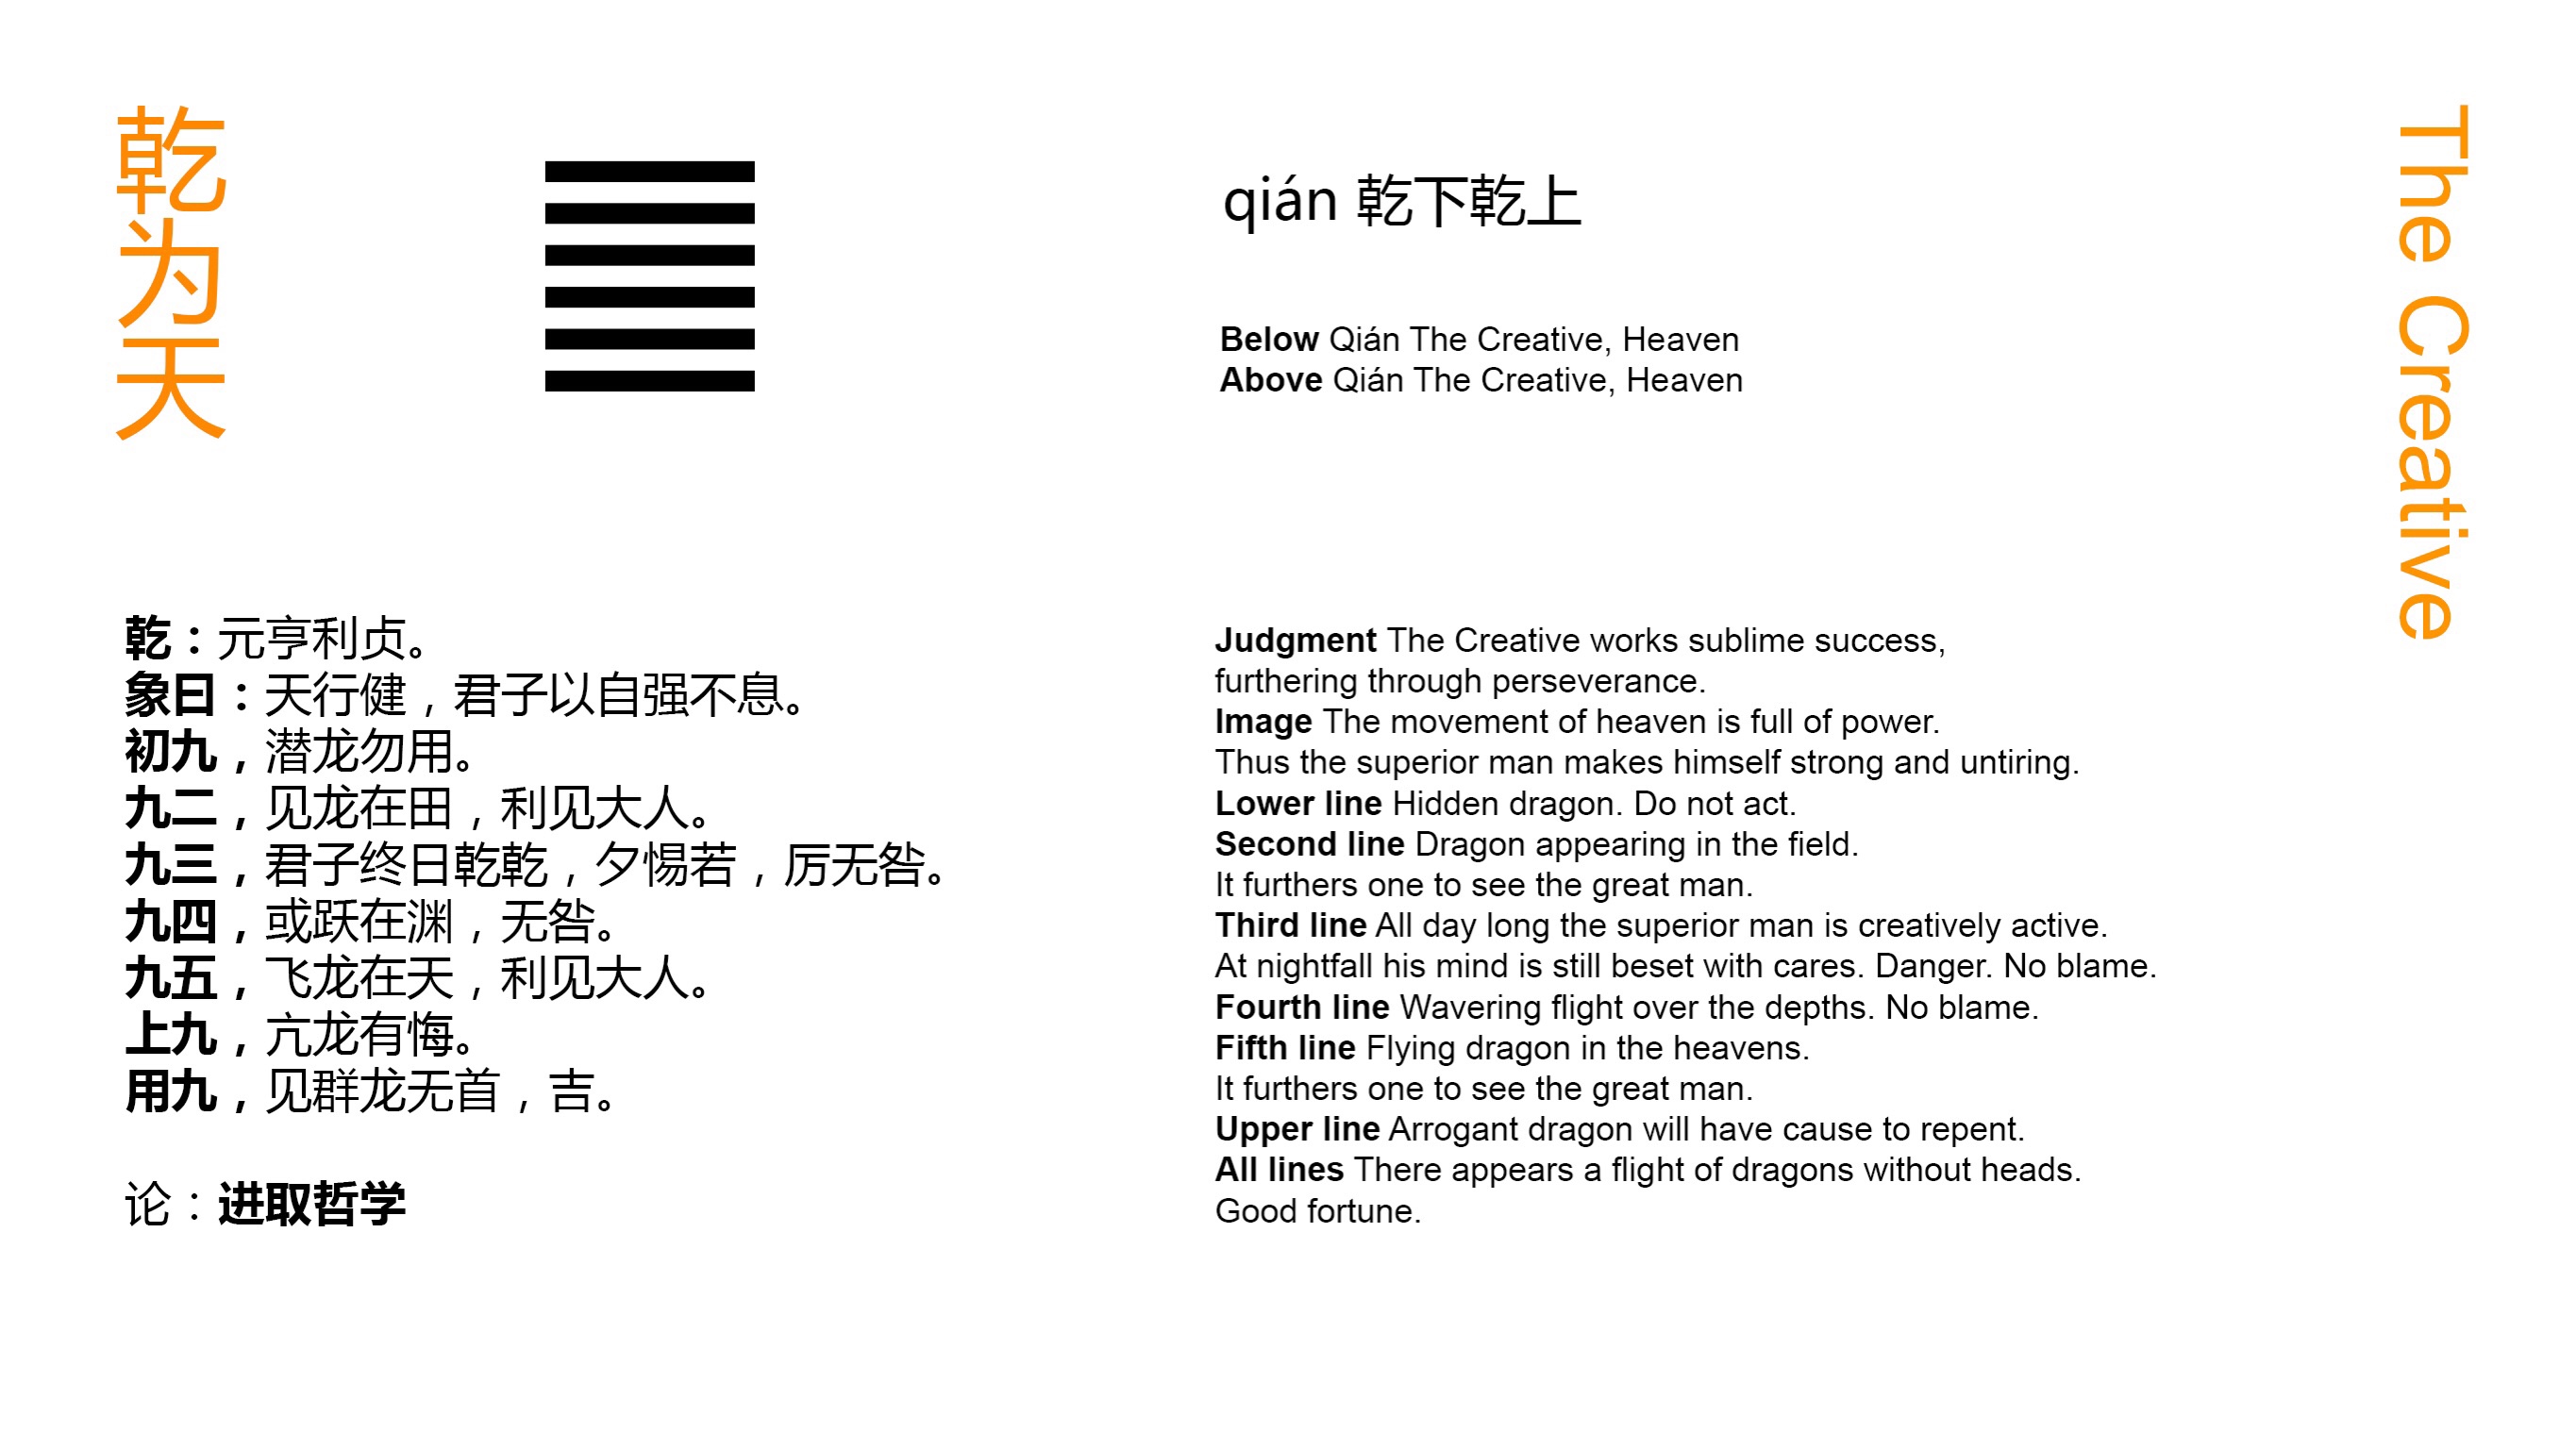 乾为天
qián 乾下乾上
Below Qián The Creative, Heaven
Above Qián The Creative, Heaven
The Creative
乾：元亨利贞。
象曰：天行健，君子以自强不息。
初九，潜龙勿用。
九二，见龙在田，利见大人。
九三，君子终日乾乾，夕惕若，厉无咎。
九四，或跃在渊，无咎。
九五，飞龙在天，利见大人。
上九，亢龙有悔。
用九，见群龙无首，吉。
论：进取哲学
Judgment The Creative works sublime success,
furthering through perseverance.
Image The movement of heaven is full of power.
Thus the superior man makes himself strong and untiring.
Lower line Hidden dragon. Do not act.
Second line Dragon appearing in the field.
It furthers one to see the great man.
Third line All day long the superior man is creatively active.
At nightfall his mind is still beset with cares. Danger. No blame.
Fourth line Wavering flight over the depths. No blame.
Fifth line Flying dragon in the heavens.
It furthers one to see the great man.
Upper line Arrogant dragon will have cause to repent.
All lines There appears a flight of dragons without heads.
Good fortune.